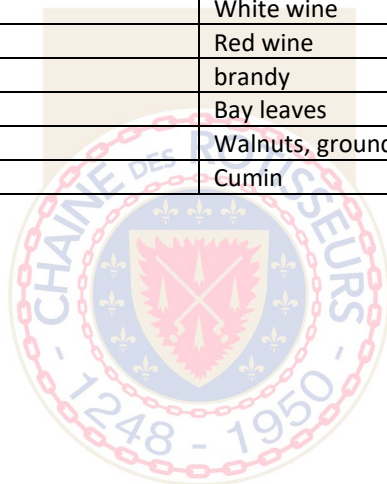 White wine
Red wine
brandy
Bay leaves
Walnuts, ground
Cumin
CHAINE DES ROTISSEURS
- 1248 - 1950 -